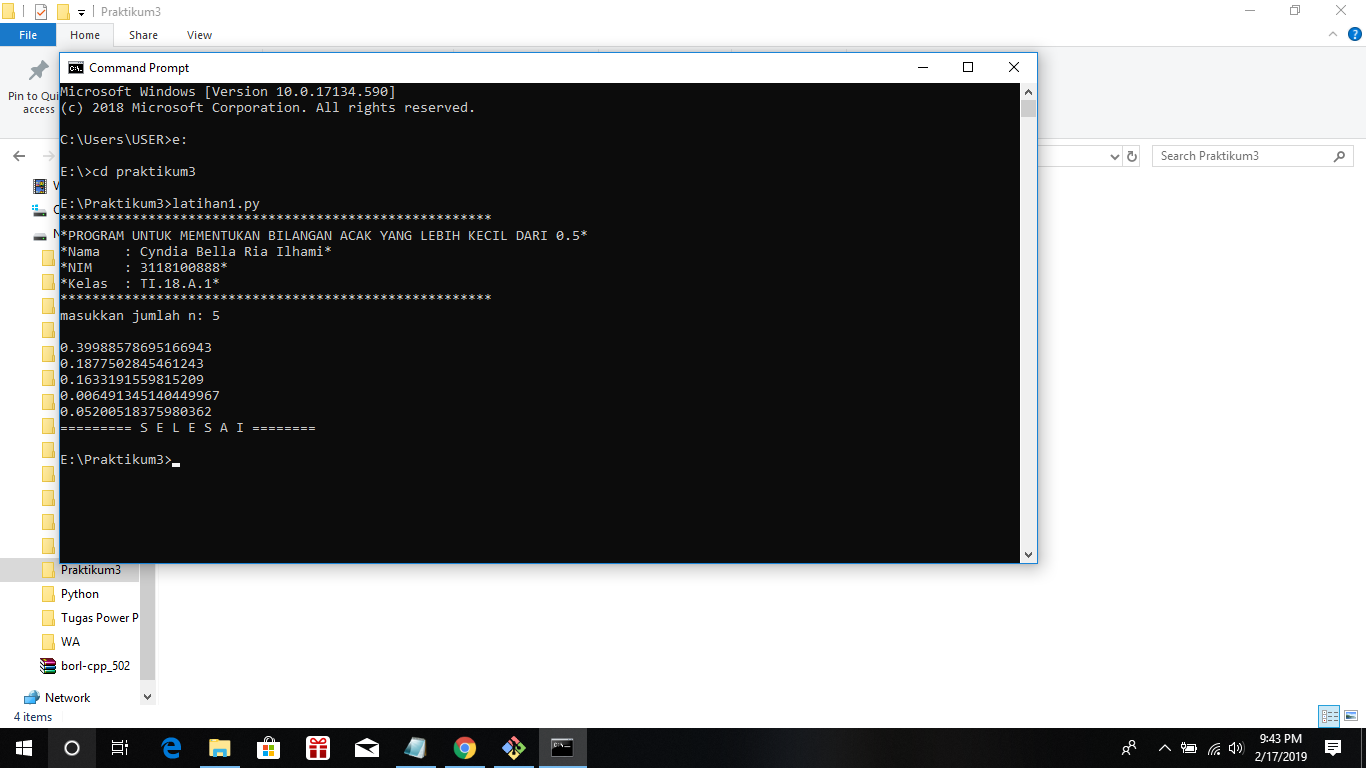 Praktikum3
File Home Share View
Pin to Qui
access
Command Prompt
Microsoft Windows [Version 10.0.17134.590]
(c) 2018 Microsoft Corporation. All rights reserved.
C:\Users\USER>e:
E:\>cd praktikum3
E:\Praktikum3>latihan1.py
******************************************************
*PROGRAM UNTUK MEMENTUKAN BILANGAN ACAK YANG LEBIH KECIL DARI 0.5*
*Nama   : Cyndia Bella Ria Ilhami*
*NIM    : 3118100888*
*Kelas  : TI.18.A.1*
******************************************************
masukkan jumlah n: 5
0.39988578695166943
0.1877502845461243
0.1633191559815209
0.006491345140449967
0.05200518375980362
========= S E L E S A I ========
E:\Praktikum3>
Search Praktikum3
Praktikum3
Python
Tugas Power P
WA
borl-cpp_502
Network
4 items
9:43 PM
2/17/2019